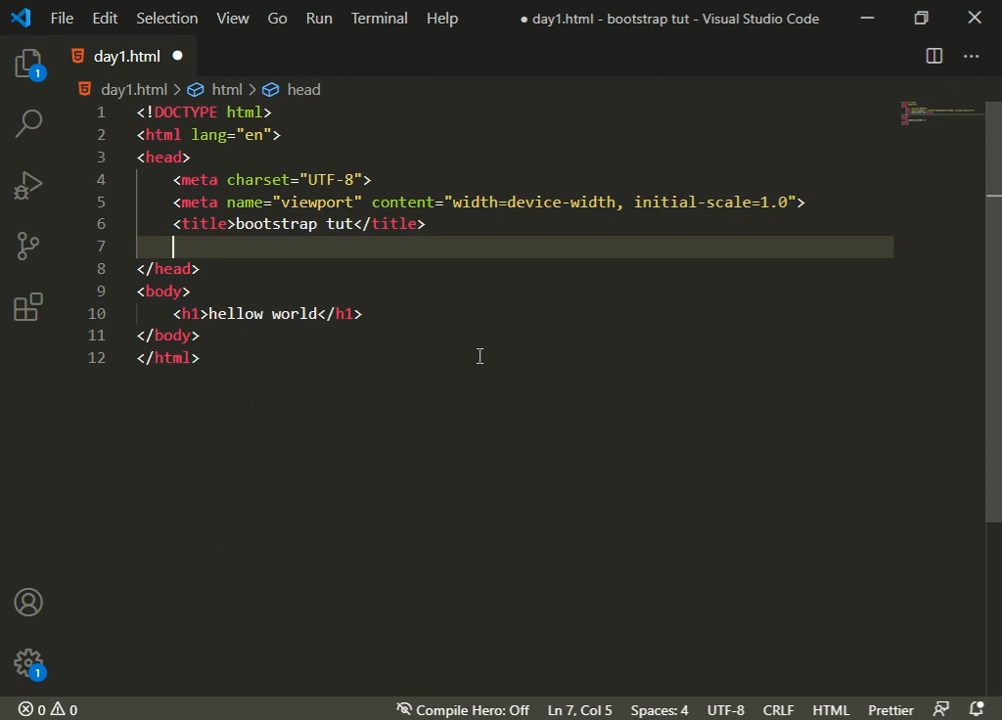 File Edit Selection View Go Run Terminal Help ● day1.html - bootstrap tut - Visual Studio Code
day1.html ●
day1.html > html > head
1 <!DOCTYPE html>
2 <html lang="en">
3 <head>
4 <meta charset="UTF-8">
5 <meta name="viewport" content="width=device-width, initial-scale=1.0">
6 <title>bootstrap tut</title>
7
8 </head>
9 <body>
10 <h1>hellow world</h1>
11 </body>
12 </html>
1
1
0 0 Compile Hero: Off Ln 7, Col 5 Spaces: 4 UTF-8 CRLF HTML Prettier